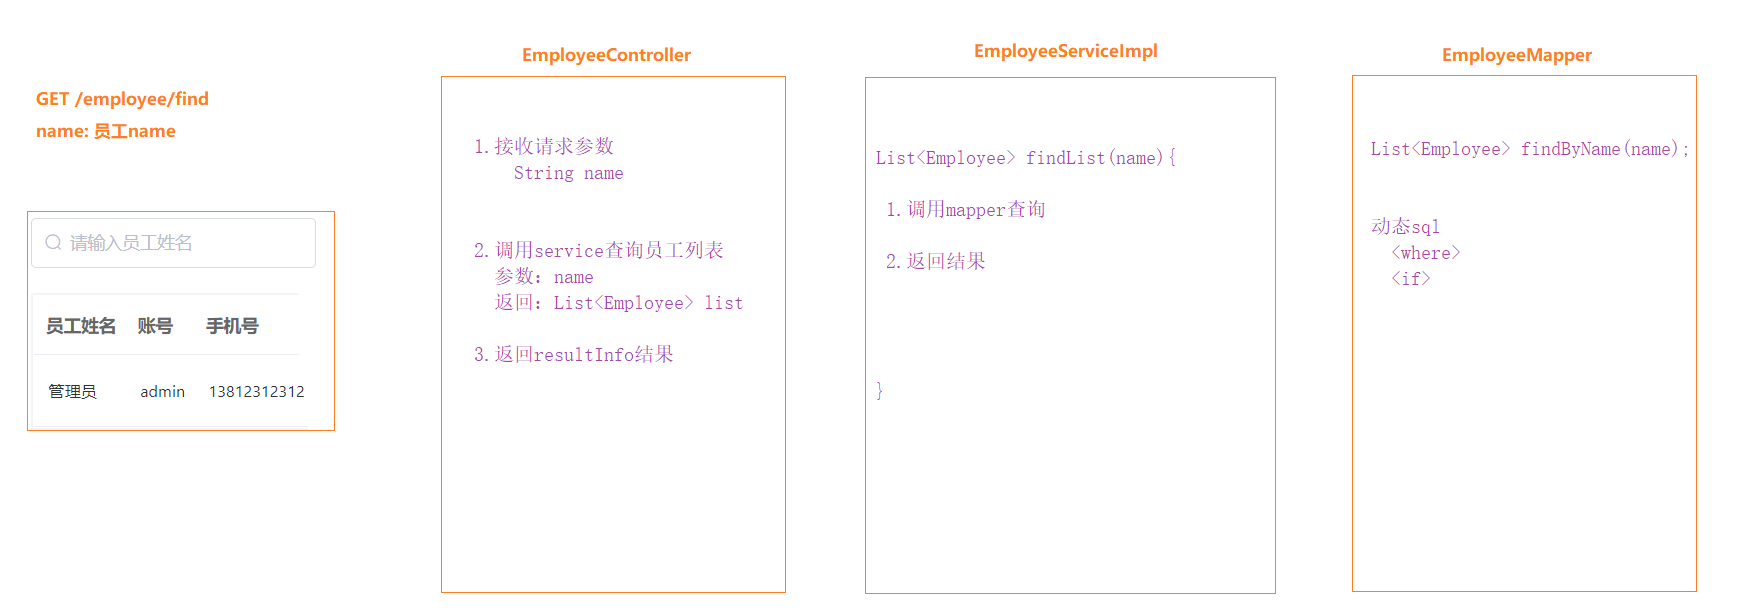 GET /employee/find
name: 员工name
请输入员工姓名
员工姓名 账号 手机号
管理员 admin 13812312312
EmployeeController
1.接收请求参数
String name
2.调用service查询员工列表
参数：name
返回：List<Employee> list
3.返回resultInfo结果
EmployeeServiceImpl
List<Employee> findList(name){
1.调用mapper查询
2.返回结果
}
EmployeeMapper
List<Employee> findByName(name);
动态sql
<where>
<if>